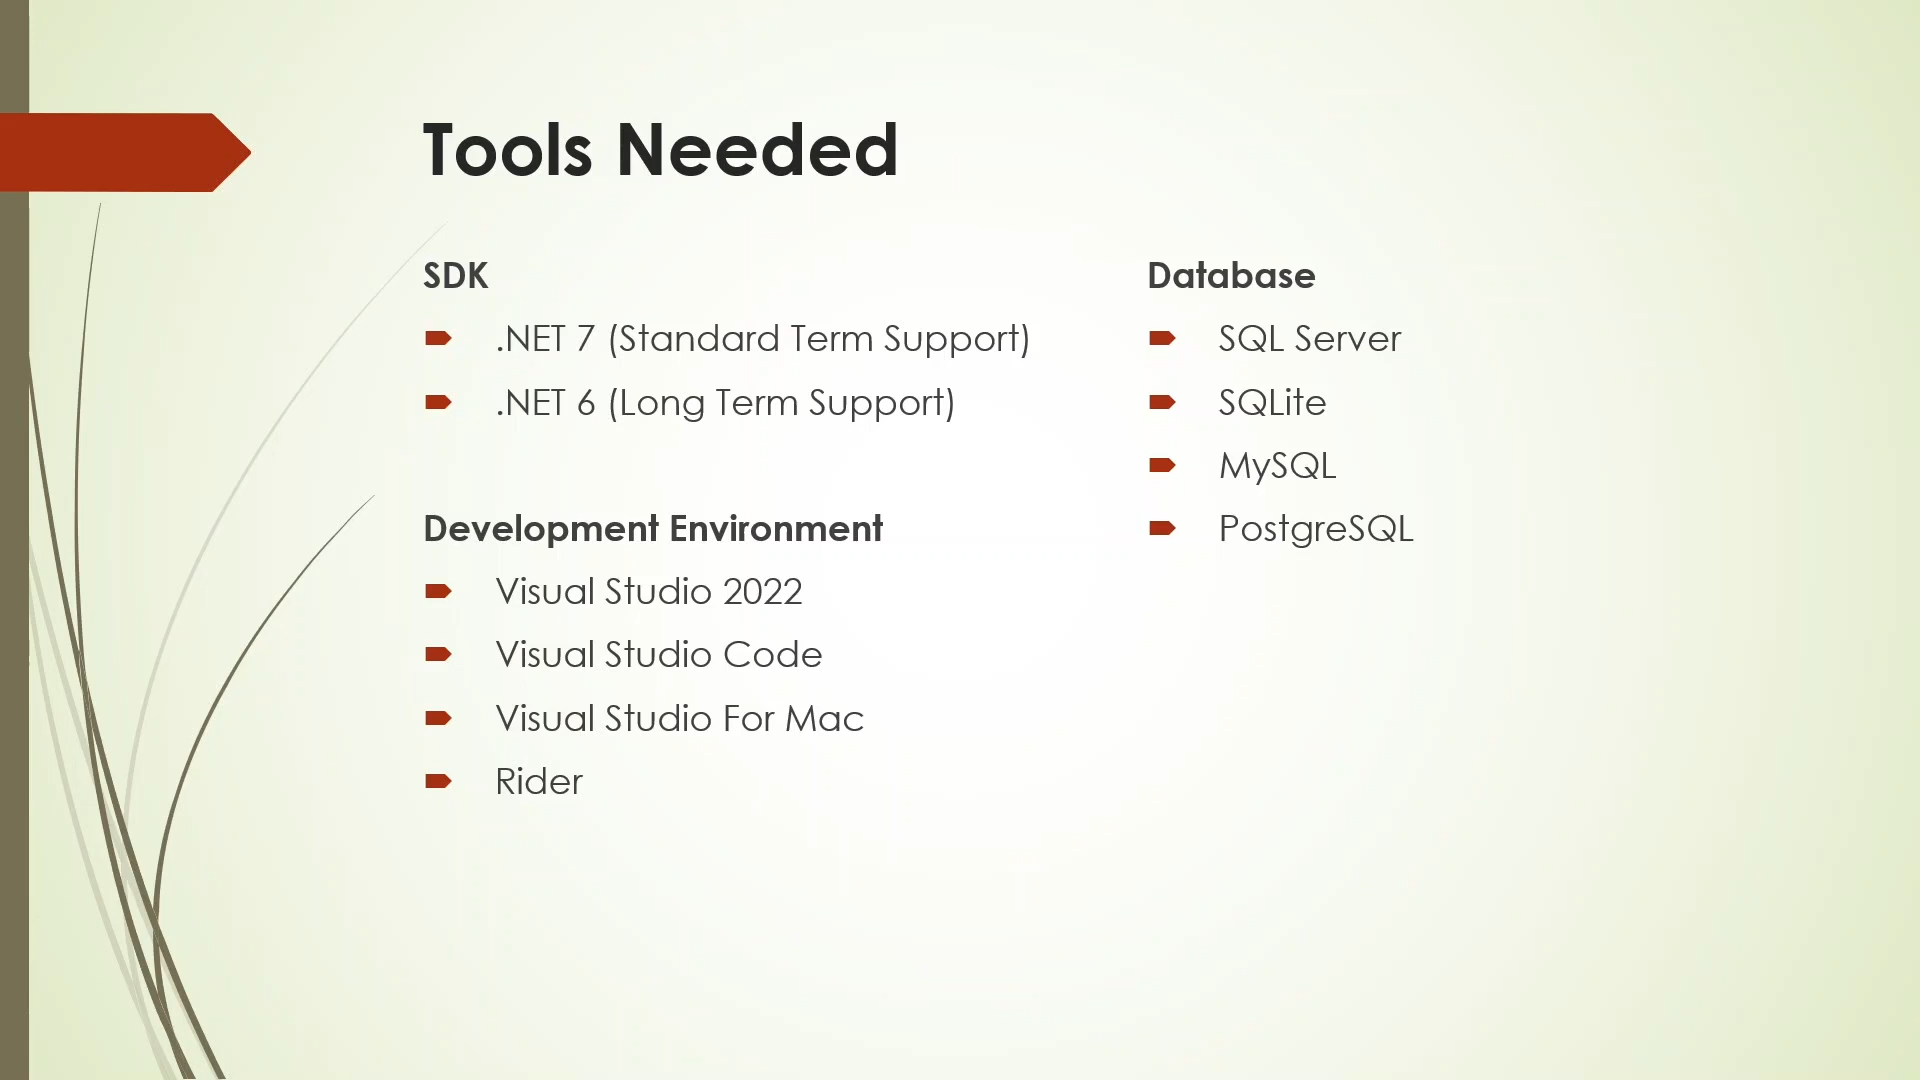 Tools Needed
SDK
.NET 7 (Standard Term Support)
.NET 6 (Long Term Support)
Development Environment
Visual Studio 2022
Visual Studio Code
Visual Studio For Mac
Rider
Database
SQL Server
SQLite
MySQL
PostgreSQL